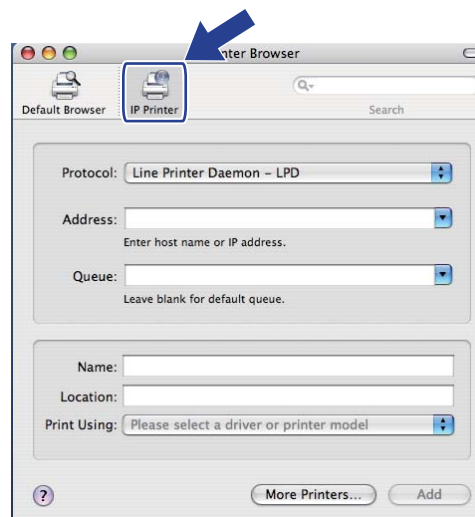 nter Browser
Default Browser
IP Printer
Search
Protocol: Line Printer Daemon – LPD
Address:
Enter host name or IP address.
Queue:
Leave blank for default queue.
Name:
Location:
Print Using: Please select a driver or printer model
? More Printers... Add